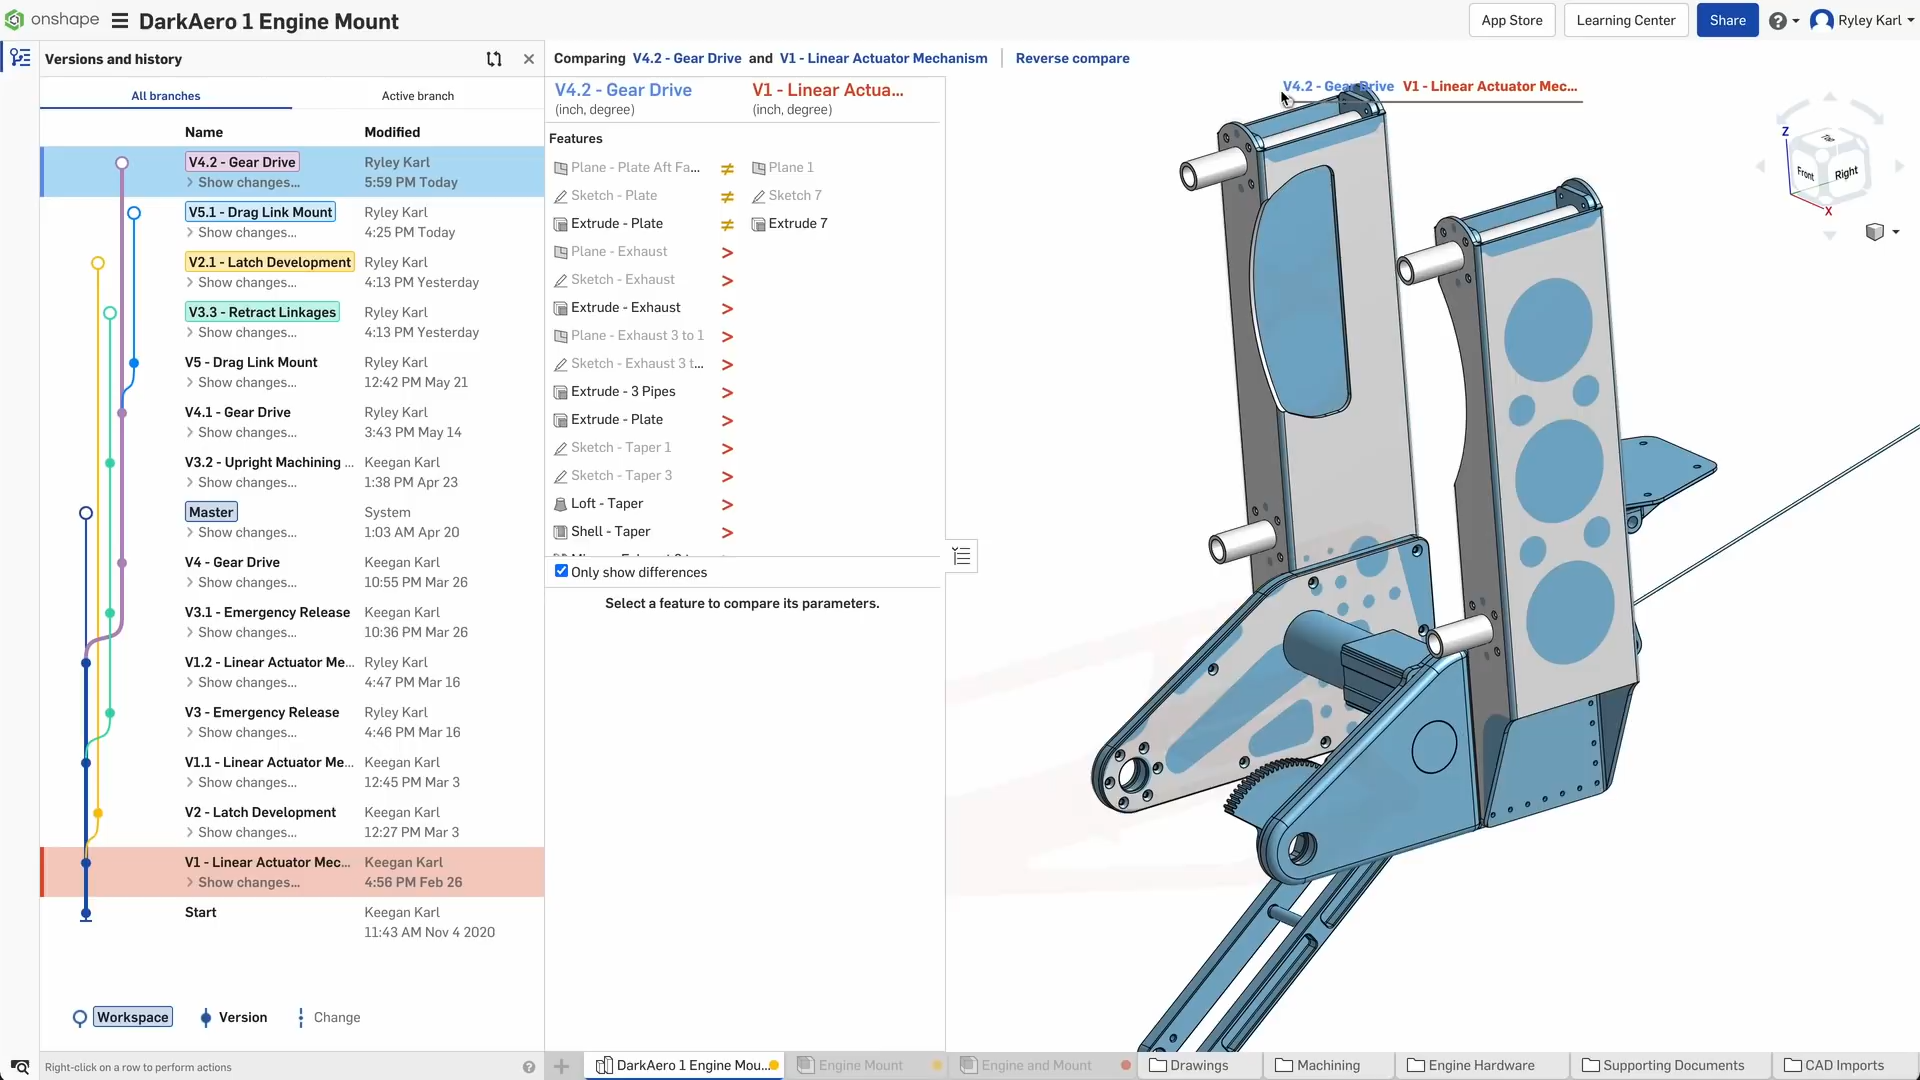 onshape DarkAero 1 Engine Mount App Store Learning Center Share Ryley Karl
Versions and history
All branches Active branch
Name Modified
V4.2 - Gear Drive Ryley Karl
Show changes... 5:59 PM Today
V5.1 - Drag Link Mount Ryley Karl
Show changes... 4:25 PM Today
V2.1 - Latch Development Ryley Karl
Show changes... 4:13 PM Yesterday
V3.3 - Retract Linkages Ryley Karl
Show changes... 4:13 PM Yesterday
V5 - Drag Link Mount Ryley Karl
Show changes... 12:42 PM May 21
V4.1 - Gear Drive Ryley Karl
Show changes... 3:43 PM May 14
V3.2 - Upright Machining ... Keegan Karl
Show changes... 1:38 PM Apr 23
Master System
Show changes... 1:03 AM Apr 20
V4 - Gear Drive Keegan Karl
Show changes... 10:55 PM Mar 26
V3.1 - Emergency Release Keegan Karl
Show changes... 10:36 PM Mar 26
V1.2 - Linear Actuator Me... Ryley Karl
Show changes... 4:47 PM Mar 16
V3 - Emergency Release Ryley Karl
Show changes... 4:46 PM Mar 16
V1.1 - Linear Actuator Me... Keegan Karl
Show changes... 12:45 PM Mar 3
V2 - Latch Development Keegan Karl
Show changes... 12:27 PM Mar 3
V1 - Linear Actuator Mec... Keegan Karl
Show changes... 4:56 PM Feb 26
Start Keegan Karl
11:43 AM Nov 4 2020
Workspace Version Change
Right-click on a row to perform actions
Comparing V4.2 - Gear Drive and V1 - Linear Actuator Mechanism Reverse compare
V4.2 - Gear Drive V1 - Linear Actua...
(inch, degree) (inch, degree)
Features
Plane - Plate Aft Fa... ≠ Plane 1
Sketch - Plate ≠ Sketch 7
Extrude - Plate ≠ Extrude 7
Plane - Exhaust >
Sketch - Exhaust >
Extrude - Exhaust >
Plane - Exhaust 3 to 1 >
Sketch - Exhaust 3 t... >
Extrude - 3 Pipes >
Extrude - Plate >
Sketch - Taper 1 >
Sketch - Taper 3 >
Loft - Taper >
Shell - Taper >
Only show differences
Select a feature to compare its parameters.
V4.2 - Gear Drive V1 - Linear Actuator Mec...
Z
Top
Front Right
X
DarkAero 1 Engine Mou... Engine Mount Engine and Mount Drawings Machining Engine Hardware Supporting Documents CAD Imports